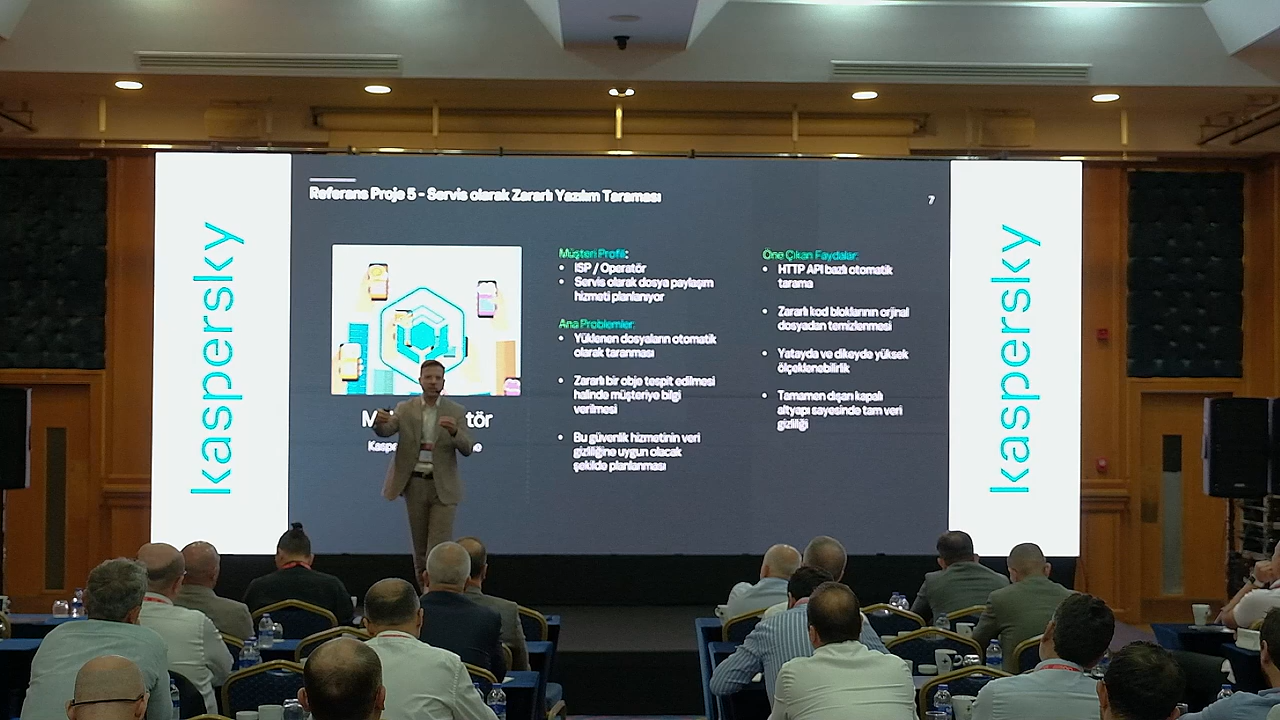 kaspersky
Referans Proje 5 - Servis olarak Zararlı Yazılım Taraması
7
Müşteri Profili:
• ISP / Operatör
• Servis olarak dosya paylaşım
hizmeti planlanıyor
Ana Problemler:
• Yüklenen dosyaların otomatik
olarak taranması
• Zararlı bir obje tespit edilmesi
halinde müşteriye bilgi
verilmesi
• Bu güvenlik hizmetinin veri
gizliliğine uygun olacak
şekilde planlanması
Öne Çıkan Faydalar:
• HTTP API bazlı otomatik
tarama
• Zararlı kod bloklarının orjinal
dosyadan temizlenmesi
• Yatayda ve dikeyde yüksek
ölçeklenebilirlik
• Tamamen dışarı kapalı
altyapı sayesinde tam veri
gizliliği
kaspersky